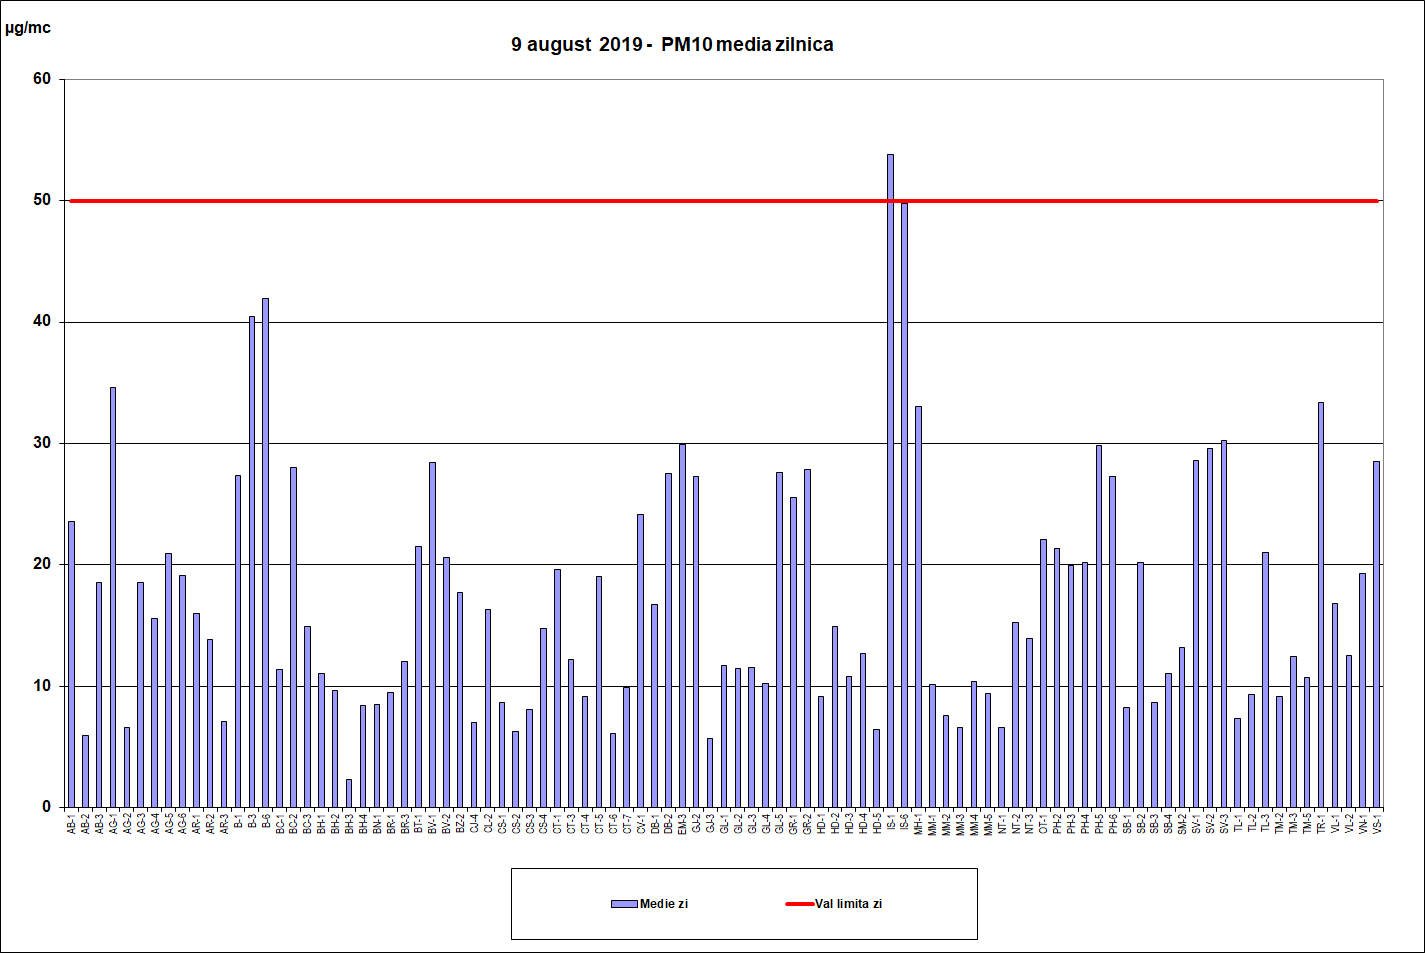 µg/mc
9 august 2019 - PM10 media zilnica
60
50
40
30
20
10
0
AB-1 AB-2 AB-3 AG-1 AG-2 AG-3 AG-4 AG-5 AG-6 AR-1 AR-2 AR-3 B-1 B-3 B-6 BC-1 BC-2 BC-3 BH-1 BH-2 BH-3 BH-4 BN-1 BR-1 BR-3 BT-1 BV-1 BV-2 BZ-2 CJ-4 CL-2 CS-1 CS-2 CS-3 CS-4 CT-1 CT-3 CT-4 CT-5 CT-6 CT-7 CV-1 DB-1 DB-2 EM-3 GJ-2 GJ-3 GL-1 GL-2 GL-3 GL-4 GL-5 GR-1 GR-2 HD-1 HD-2 HD-3 HD-4 HD-5 IS-1 IS-6 MH-1 MM-1 MM-2 MM-3 MM-4 MM-5 NT-1 NT-2 NT-3 OT-1 PH-2 PH-3 PH-4 PH-5 PH-6 SB-1 SB-2 SB-3 SB-4 SM-2 SV-1 SV-2 SV-3 TL-1 TL-2 TL-3 TM-2 TM-3 TM-5 TR-1 VL-1 VL-2 VN-1 VS-1
Medie zi Val limita zi